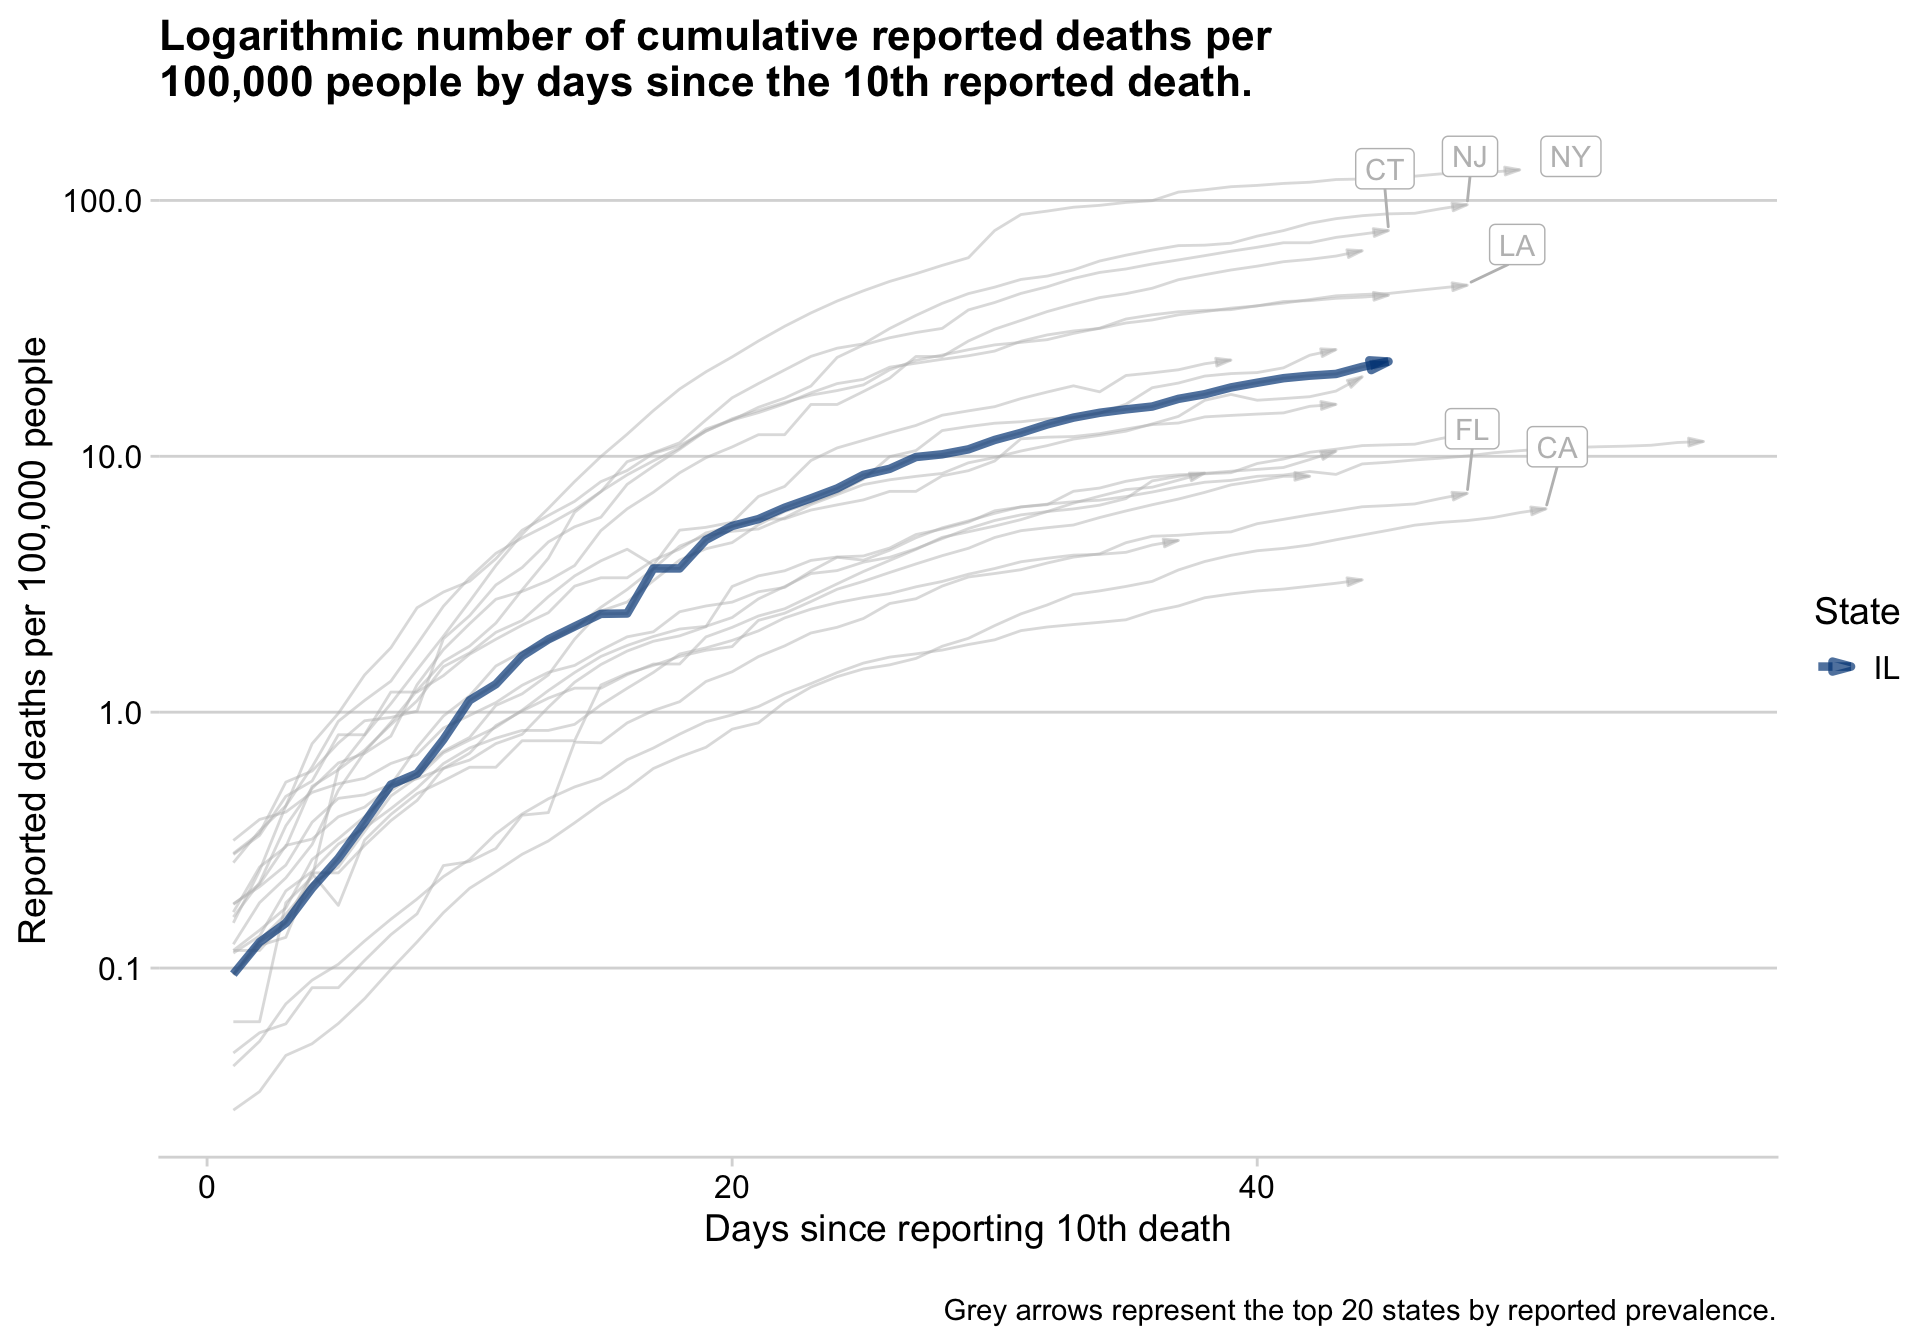 Logarithmic number of cumulative reported deaths per
100,000 people by days since the 10th reported death.
Reported deaths per 100,000 people
100.0
10.0
1.0
0.1
CT
NJ
NY
LA
FL
CA
State
IL
0
20
40
Days since reporting 10th death
Grey arrows represent the top 20 states by reported prevalence.